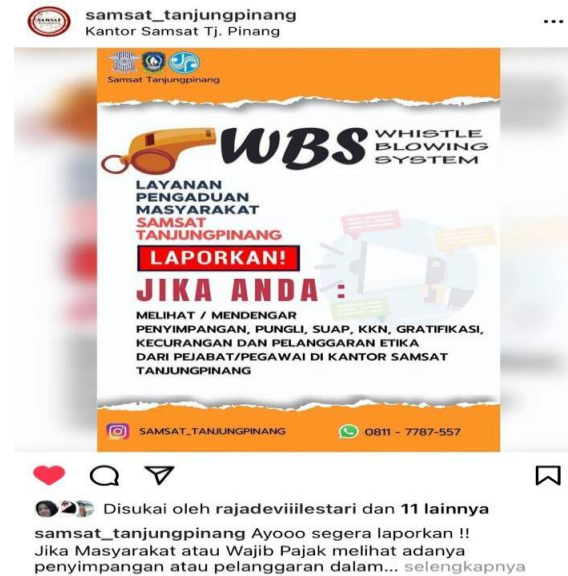 samsat_tanjungpinang
Kantor Samsat Tj. Pinang
Samsat Tanjungpinang
WBS WHISTLE
BLOWING
SYSTEM
LAYANAN
PENGADUAN
MASYARAKAT
SAMSAT
TANJUNGPINANG
LAPORKAN!
JIKA ANDA :
MELIHAT / MENDENGAR
PENYIMPANGAN, PUNGLI, SUAP, KKN, GRATIFIKASI,
KECURANGAN DAN PELANGGARAN ETIKA
DARI PEJABAT/PEGAWAI DI KANTOR SAMSAT
TANJUNGPINANG
SAMSAT_TANJUNGPINANG 0811 - 7787-557
Disukai oleh rajadeviiilestari dan 11 lainnya
samsat_tanjungpinang Ayooo segera laporkan !!
Jika Masyarakat atau Wajib Pajak melihat adanya
penyimpangan atau pelanggaran dalam... selengkapnya